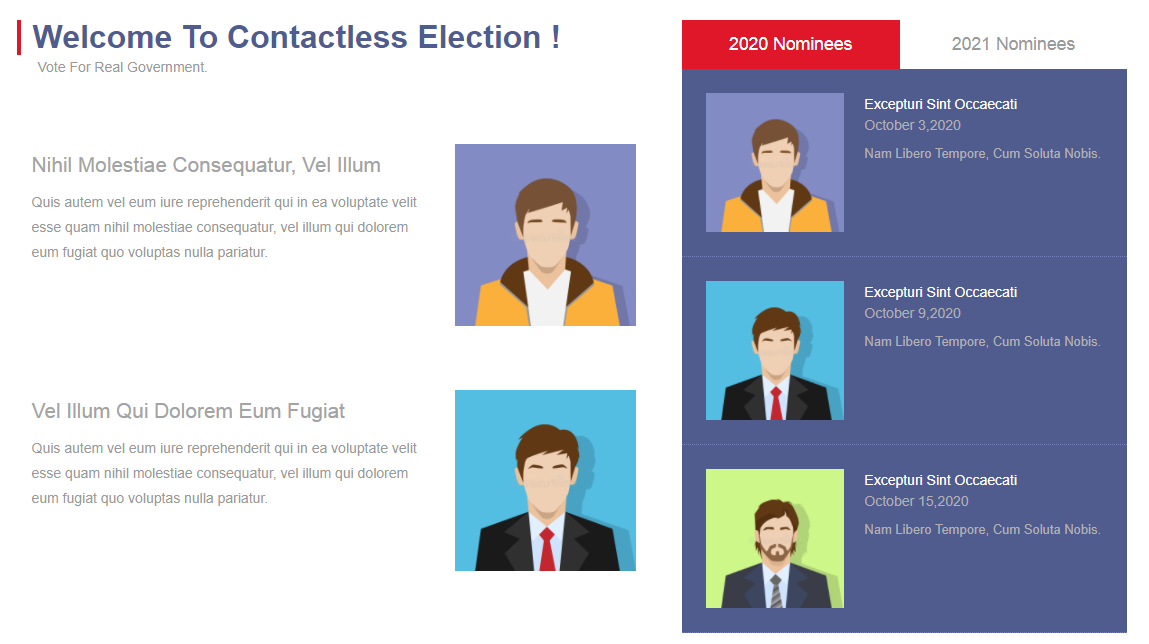 Welcome To Contactless Election !
Vote For Real Government.
Nihil Molestiae Consequatur, Vel Illum
Quis autem vel eum iure reprehenderit qui in ea voluptate velit
esse quam nihil molestiae consequatur, vel illum qui dolorem
eum fugiat quo voluptas nulla pariatur.
Vel Illum Qui Dolorem Eum Fugiat
Quis autem vel eum iure reprehenderit qui in ea voluptate velit
esse quam nihil molestiae consequatur, vel illum qui dolorem
eum fugiat quo voluptas nulla pariatur.
2020 Nominees
2021 Nominees
Excepturi Sint Occaecati
October 3,2020
Nam Libero Tempore, Cum Soluta Nobis.
Excepturi Sint Occaecati
October 9,2020
Nam Libero Tempore, Cum Soluta Nobis.
Excepturi Sint Occaecati
October 15,2020
Nam Libero Tempore, Cum Soluta Nobis.